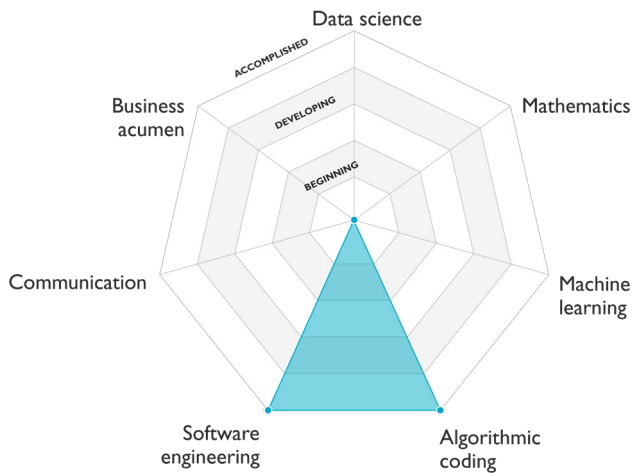 Data science
ACCOMPLISHED
Business
acumen
DEVELOPING
Mathematics
BEGINNING
Communication
Machine
learning
Software
engineering
Algorithmic
coding